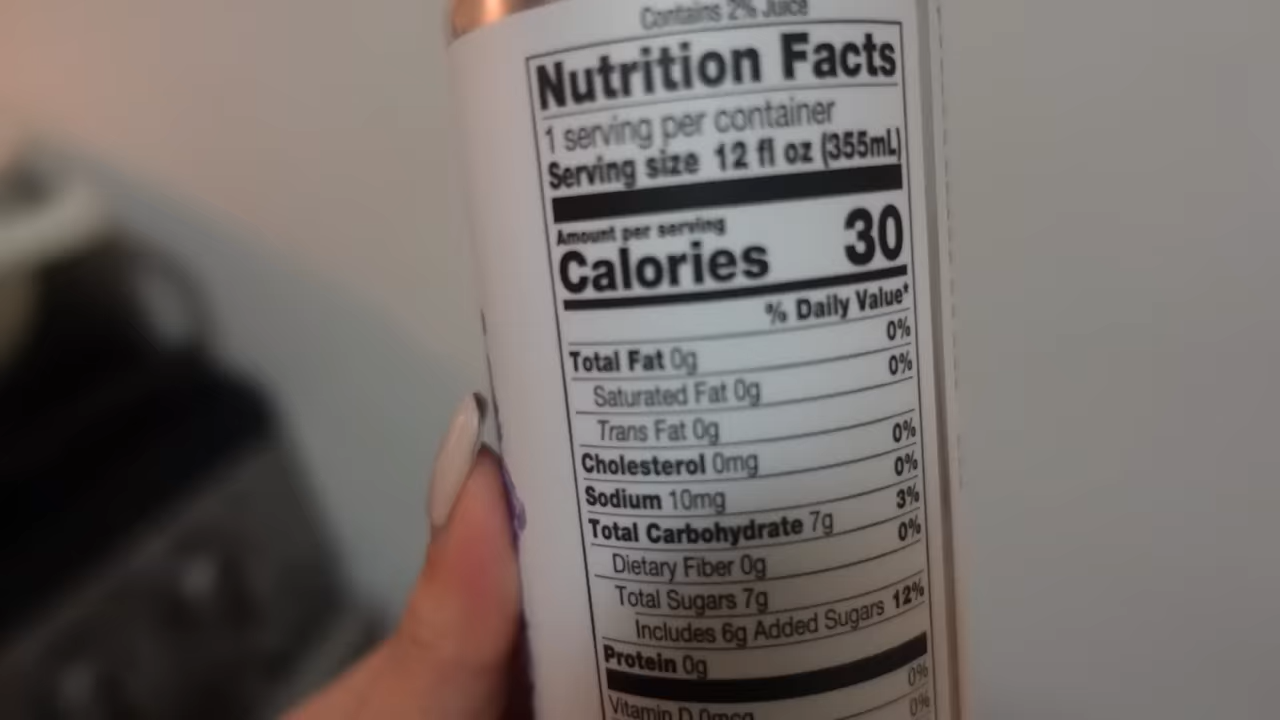 Contains 2% Juice
Nutrition Facts
1 serving per container
Serving size 12 fl oz (355mL)
Amount per serving
Calories 30
% Daily Value*
Total Fat 0g 0%
Saturated Fat 0g 0%
Trans Fat 0g
Cholesterol 0mg 0%
Sodium 10mg 0%
Total Carbohydrate 7g 3%
Dietary Fiber 0g 0%
Total Sugars 7g
Includes 6g Added Sugars 12%
Protein 0g
Vitamin D 0mcg 0%
0%